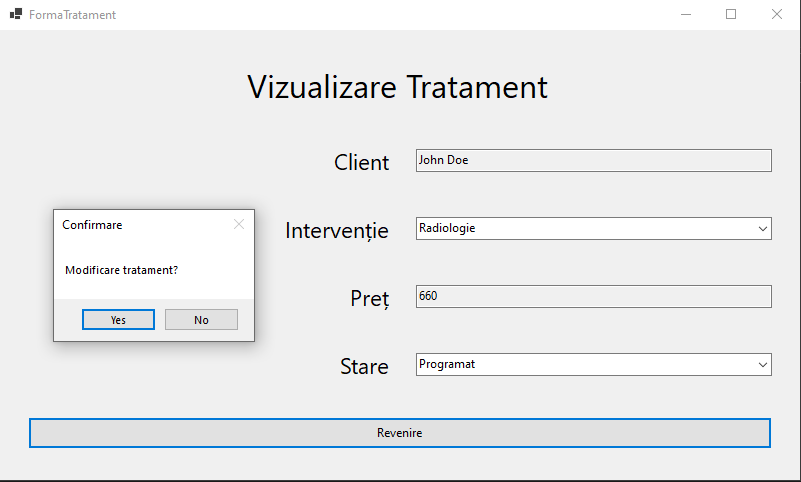 FormaTratament
Vizualizare Tratament
Client
John Doe
Intervenție
Radiologie
Preț
660
Stare
Programat
Revenire
Confirmare
Modificare tratament?
Yes
No